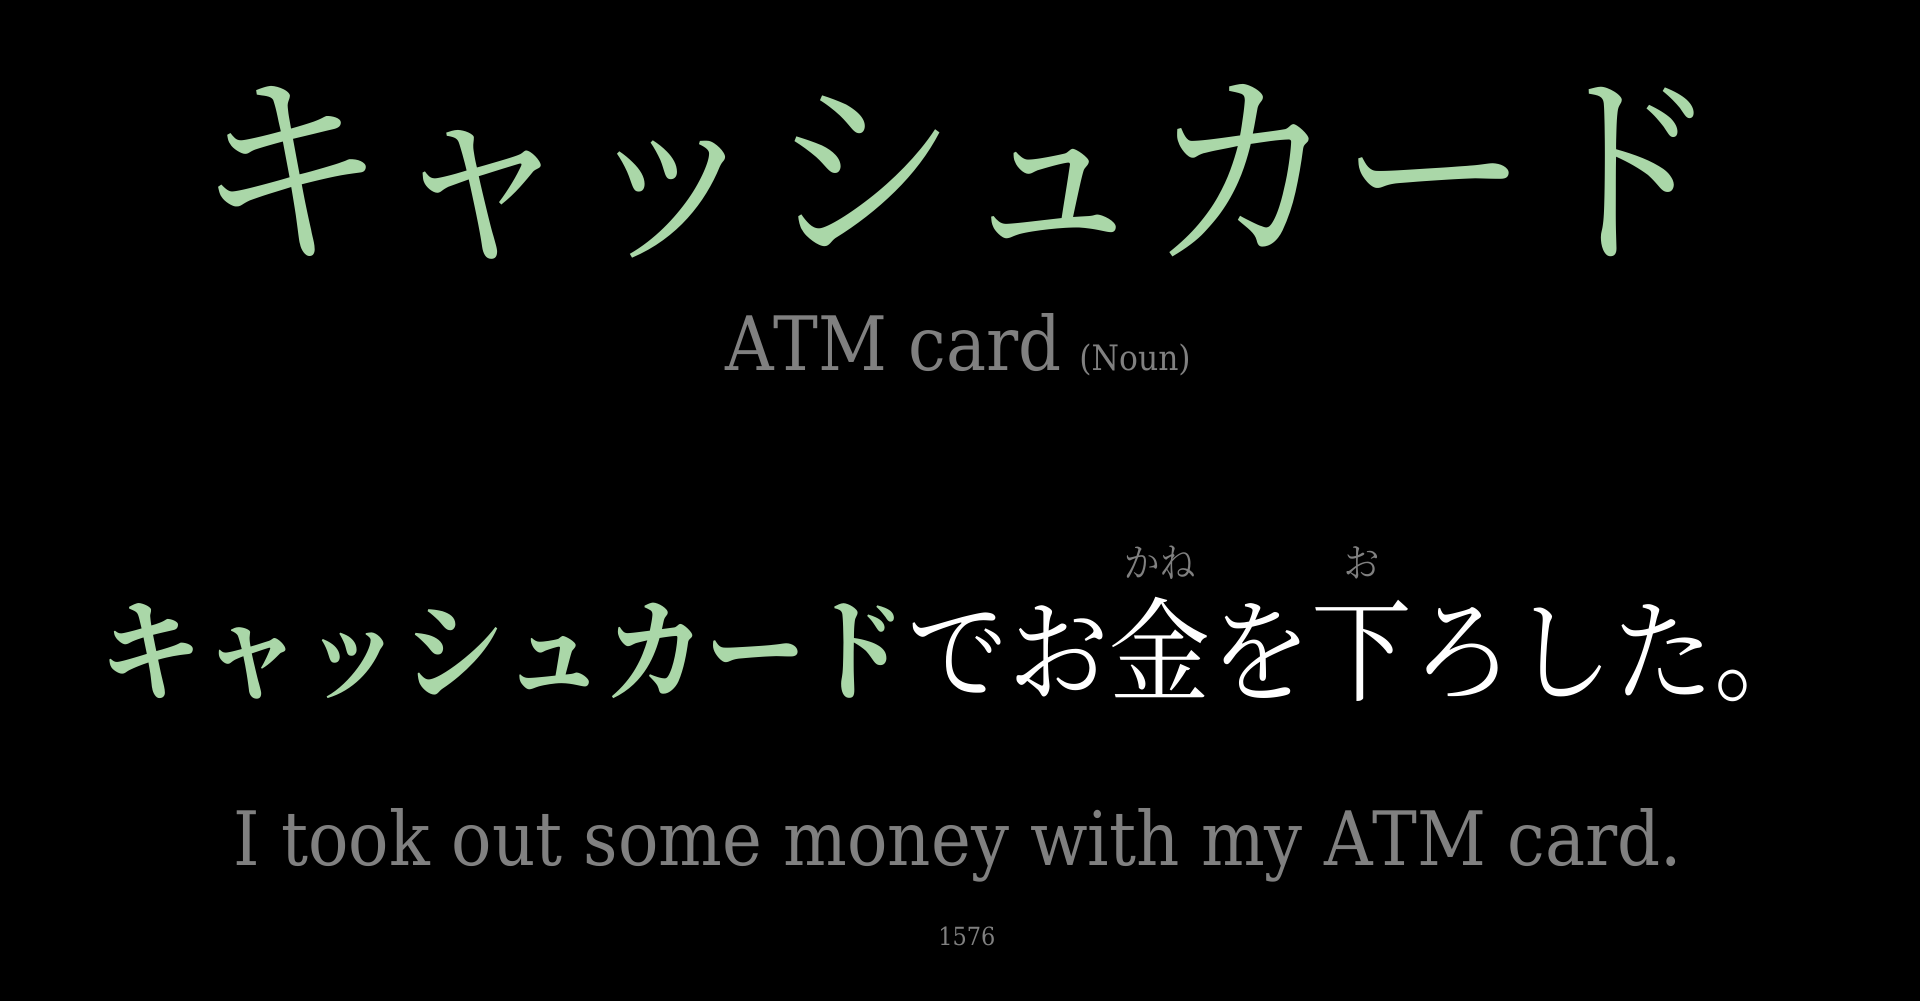 キャッシュカード
ATM card (Noun)
かね お
キャッシュカードでお金を下ろした。
I took out some money with my ATM card.
1576